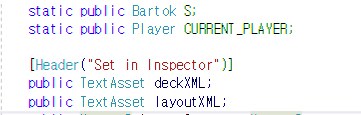 static public Bartok S;
static public Player CURRENT_PLAYER;
[Header("Set in Inspector")]
public TextAsset deckXML;
public TextAsset layoutXML;